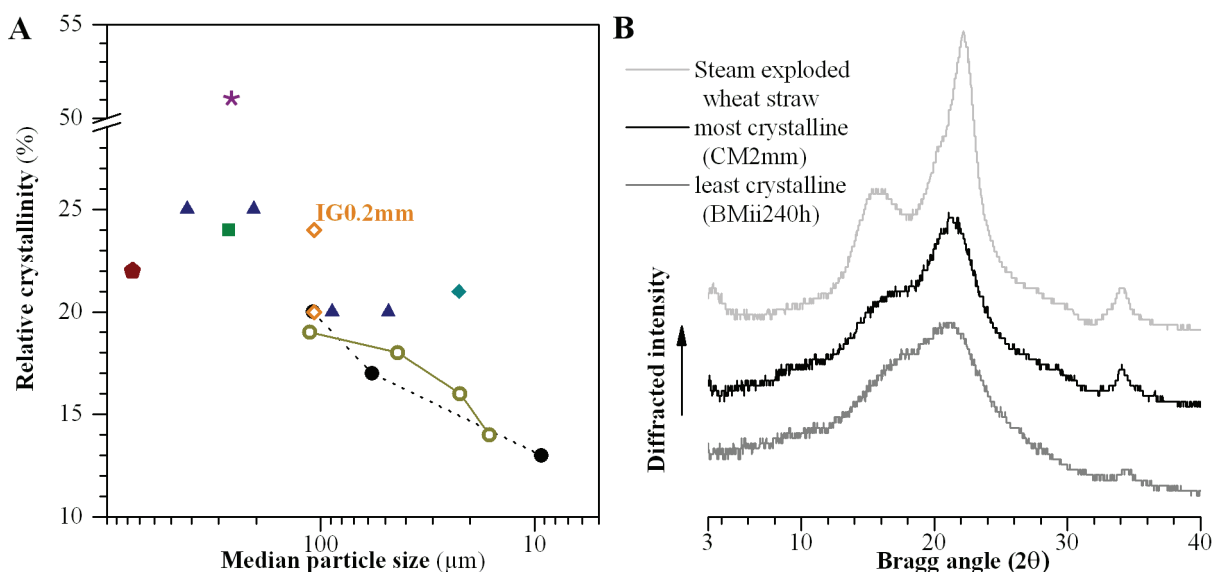 A
55
50
25
20
15
10
Relative crystallinity (%)
IG0.2mm
100
10
Median particle size (μm)
B
Steam exploded
wheat straw
most crystalline
(CM2mm)
least crystalline
(BMii240h)
Diffracted intensity
3
10
20
30
40
Bragg angle (2θ)